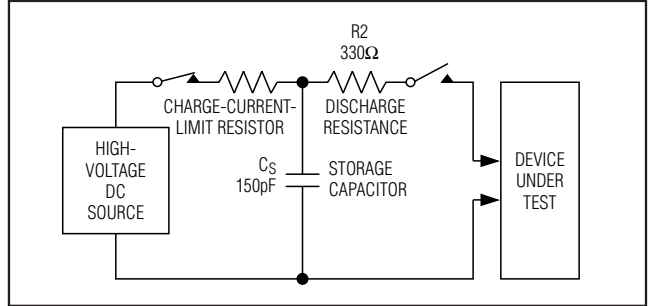 R2
330Ω
CHARGE-CURRENT-
LIMIT RESISTOR
DISCHARGE
RESISTANCE
HIGH-
VOLTAGE
DC
SOURCE
CS
150pF
STORAGE
CAPACITOR
DEVICE
UNDER
TEST